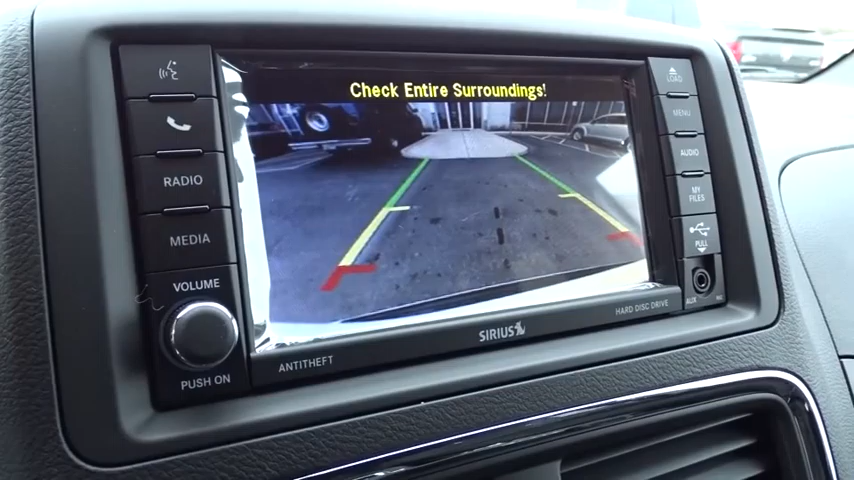 Check Entire Surroundings!
LOAD
MENU
RADIO
AUDIO
MEDIA
MY
FILES
PULL
VOLUME
PUSH ON
ANTITHEFT
SIRIUS
HARD DISC DRIVE
AUX